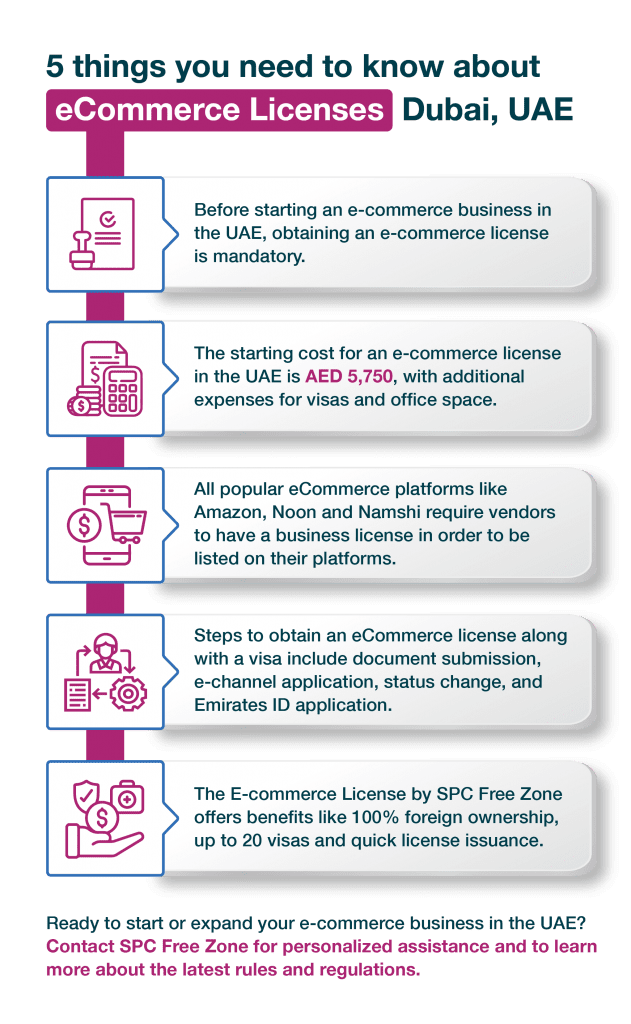 5 things you need to know about
eCommerce Licenses Dubai, UAE
Before starting an e-commerce business in
the UAE, obtaining an e-commerce license
is mandatory.
The starting cost for an e-commerce license
in the UAE is AED 5,750, with additional
expenses for visas and office space.
All popular eCommerce platforms like
Amazon, Noon and Namshi require vendors
to have a business license in order to be
listed on their platforms.
Steps to obtain an eCommerce license along
with a visa include document submission,
e-channel application, status change, and
Emirates ID application.
The E-commerce License by SPC Free Zone
offers benefits like 100% foreign ownership,
up to 20 visas and quick license issuance.
Ready to start or expand your e-commerce business in the UAE?
Contact SPC Free Zone for personalized assistance and to learn
more about the latest rules and regulations.